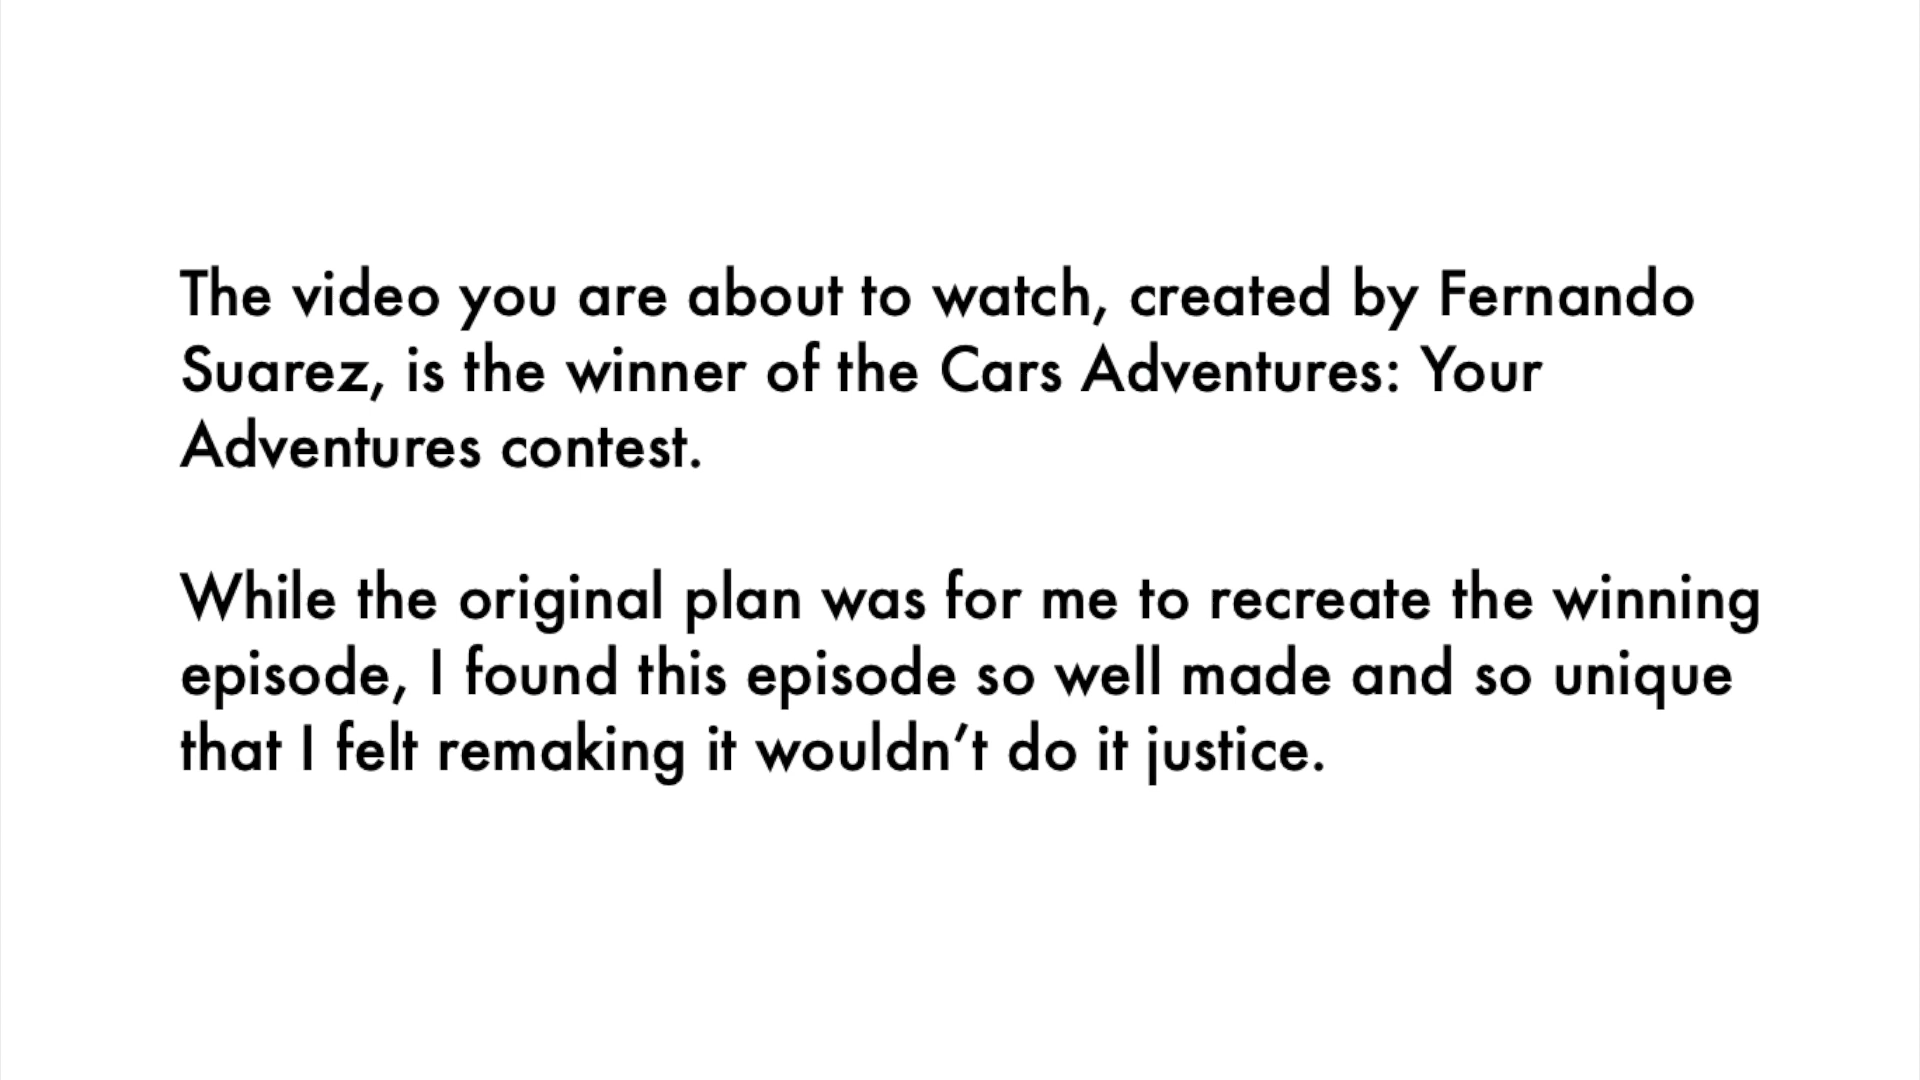 The video you are about to watch, created by Fernando
Suarez, is the winner of the Cars Adventures: Your
Adventures contest.
While the original plan was for me to recreate the winning
episode, I found this episode so well made and so unique
that I felt remaking it wouldn’t do it justice.